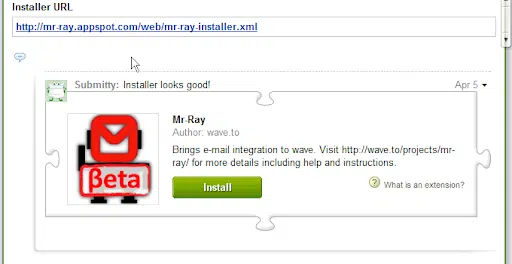 Installer URL
http://mr-ray.appspot.com/web/mr-ray-installer.xml
Submitty: Installer looks good! Apr 5
Mr-Ray
Author: wave.to
Brings e-mail integration to wave. Visit http://wave.to/projects/mr-
ray/ for more details including help and instructions.
βeta
Install
What is an extension?